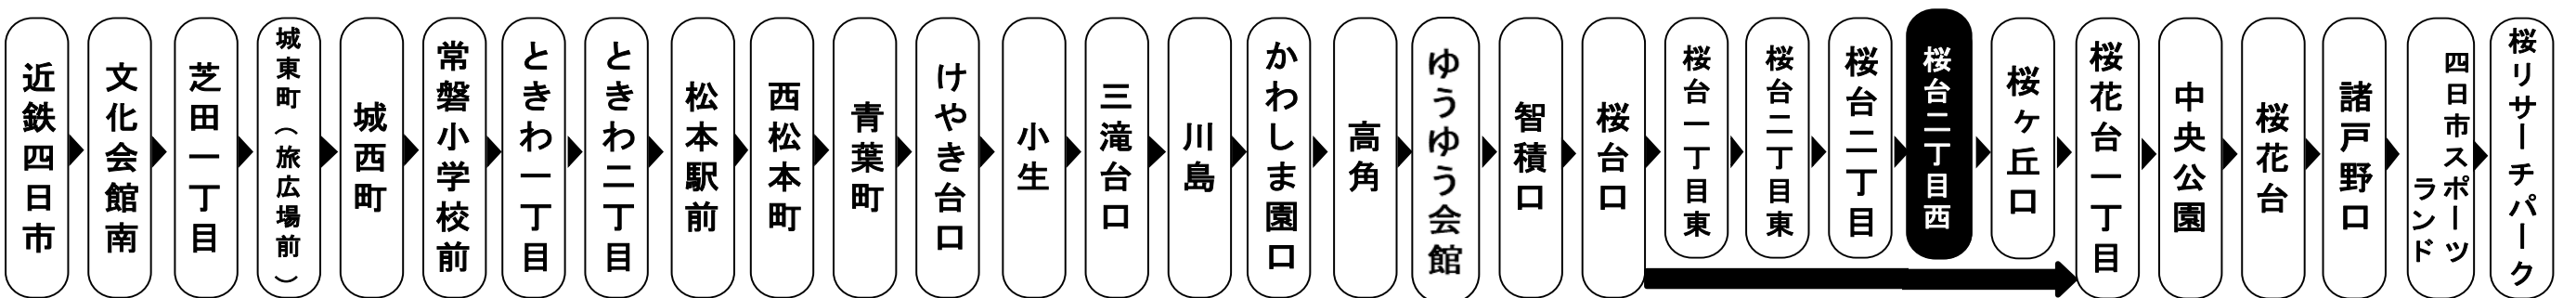 近鉄四日市
文化会館南
芝田一丁目
城東町（旅広場前）
城西町
常磐小学校前
ときわ一丁目
ときわ二丁目
松本駅前
西松本町
青葉町
けやき台口
小生
三滝台口
川島
かわしま園口
高角
ゆうゆう会館
智積口
桜台口
桜台一丁目東
桜台二丁目東
桜台二丁目
桜台二丁目西
桜ヶ丘口
桜花台一丁目
中央公園
桜花台
諸戸野口
四日市スポーツ
ランド
桜リサーチパーク